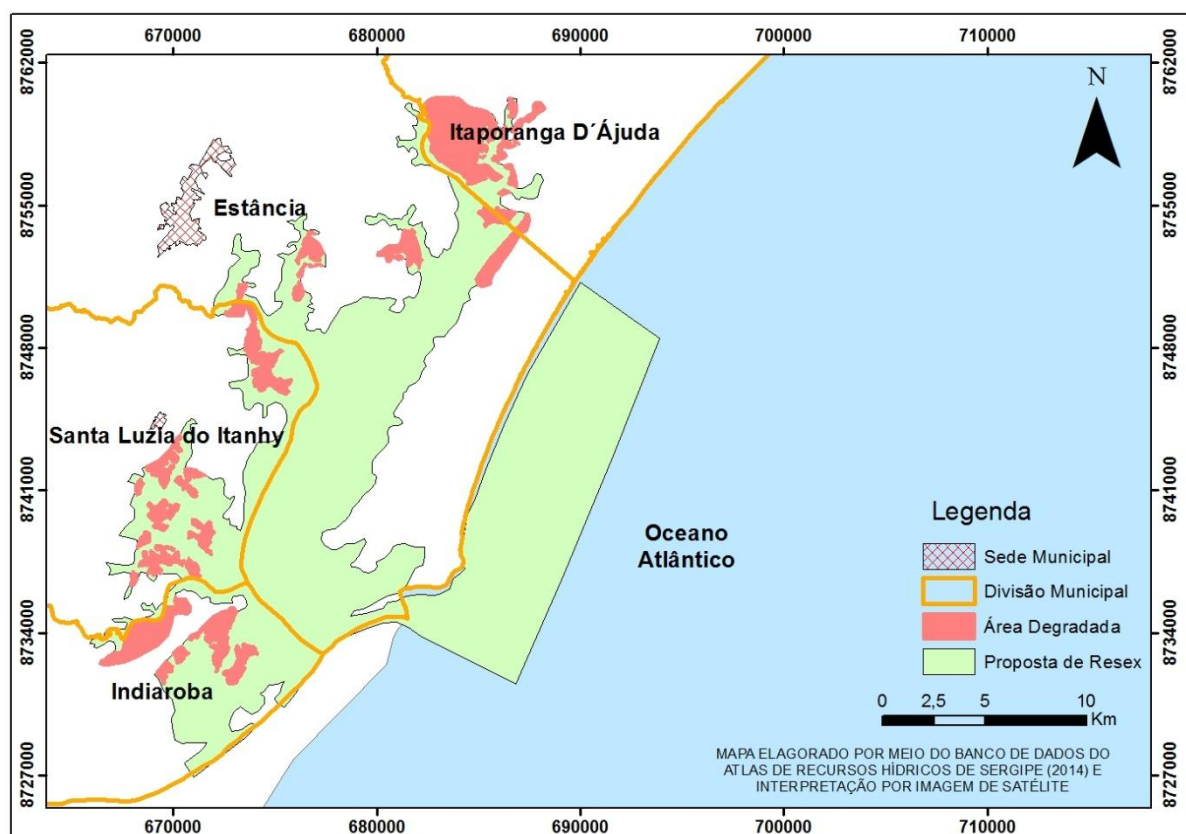 670000 680000 690000 700000 710000
8762000 8762000
N
Itaporanga D´Ájuda
8755000 8755000
Estância
8748000 8748000
Santa Luzia do Itanhy
8741000 8741000
Oceano
Atlântico
Legenda
Sede Municipal
Divisão Municipal
Área Degradada
Proposta de Resex
8734000 8734000
Indiaroba
0 2,5 5 10
Km
MAPA ELAGORADO POR MEIO DO BANCO DE DADOS DO
ATLAS DE RECURSOS HÍDRICOS DE SERGIPE (2014) E
INTERPRETAÇÃO POR IMAGEM DE SATÉLITE
8727000 8727000
670000 680000 690000 700000 710000